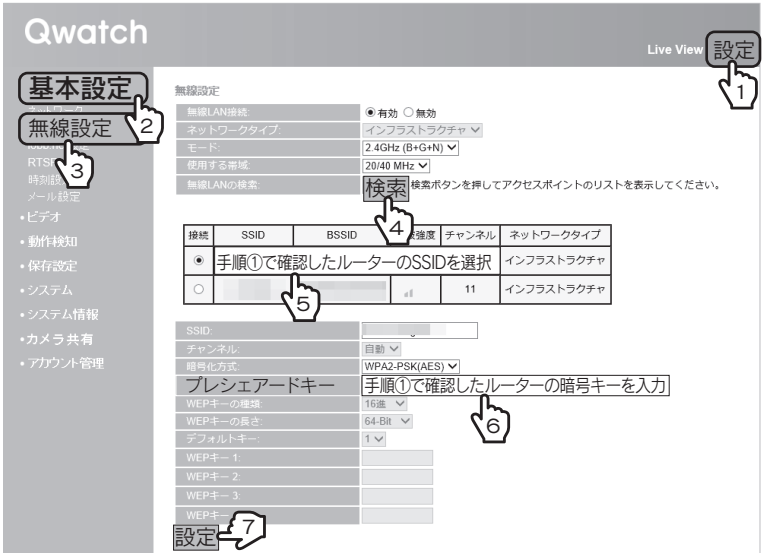 Qwatch
Live View 設定
1
基本設定
2
無線設定
3
時刻設
メール設定
•ビデオ
•動作検知
•保存設定
•システム
•システム情報
•カメラ共有
•アカウント管理
無線設定
無線LAN接続: 有効 無効
ネットワークタイプ: インフラストラクチャ
モード: 2.4GHz (B+G+N)
使用する帯域: 20/40 MHz
無線LANの検索: 検索 検索ボタンを押してアクセスポイントのリストを表示してください。
4
接続 SSID BSSID 強度 チャンネル ネットワークタイプ
手順①で確認したルーターのSSIDを選択 インフラストラクチャ
11 インフラストラクチャ
5
SSID:
チャンネル: 自動
暗号化方式: WPA2-PSK(AES)
プレシェアードキー 手順①で確認したルーターの暗号キーを入力
WEPキーの種類: 16進
6
WEPキーの長さ: 64-Bit
デフォルトキー: 1
WEPキー 1:
WEPキー 2:
WEPキー 3:
WEPキー
設定 7